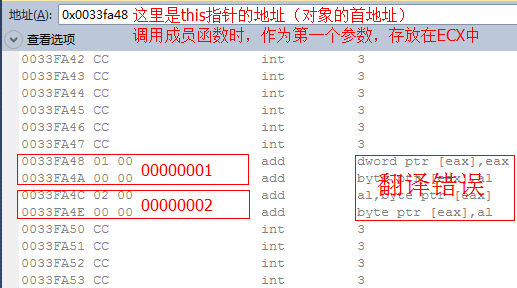 地址(A): 0x0033fa48 这里是this指针的地址（对象的首地址）
查看选项 调用成员函数时，作为第一个参数，存放在ECX中
0033FA42 CC int 3
0033FA43 CC int 3
0033FA44 CC int 3
0033FA45 CC int 3
0033FA46 CC int 3
0033FA47 CC int 3
0033FA48 01 00 add dword ptr [eax],eax
0033FA4A 00 00 00000001 add byte ptr [eax],al
0033FA4C 02 00 add al,byte ptr [eax]
0033FA4E 00 00 00000002 add byte ptr [eax],al
翻译错误
0033FA50 CC int 3
0033FA51 CC int 3
0033FA52 CC int 3
0033FA53 CC int 3